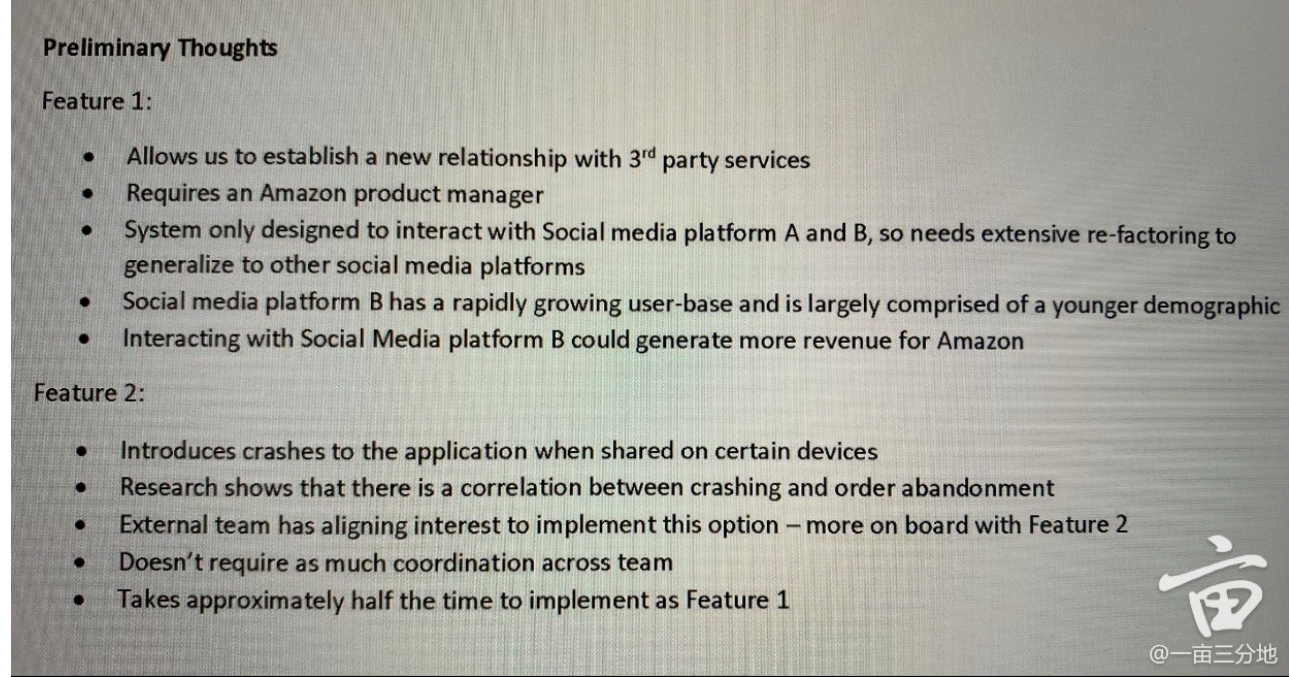 Preliminary Thoughts
Feature 1:
• Allows us to establish a new relationship with 3rd party services
• Requires an Amazon product manager
• System only designed to interact with Social media platform A and B, so needs extensive re-factoring to
generalize to other social media platforms
• Social media platform B has a rapidly growing user-base and is largely comprised of a younger demographic
• Interacting with Social Media platform B could generate more revenue for Amazon
Feature 2:
• Introduces crashes to the application when shared on certain devices
• Research shows that there is a correlation between crashing and order abandonment
• External team has aligning interest to implement this option – more on board with Feature 2
• Doesn't require as much coordination across team
• Takes approximately half the time to implement as Feature 1
亩
@一亩三分地